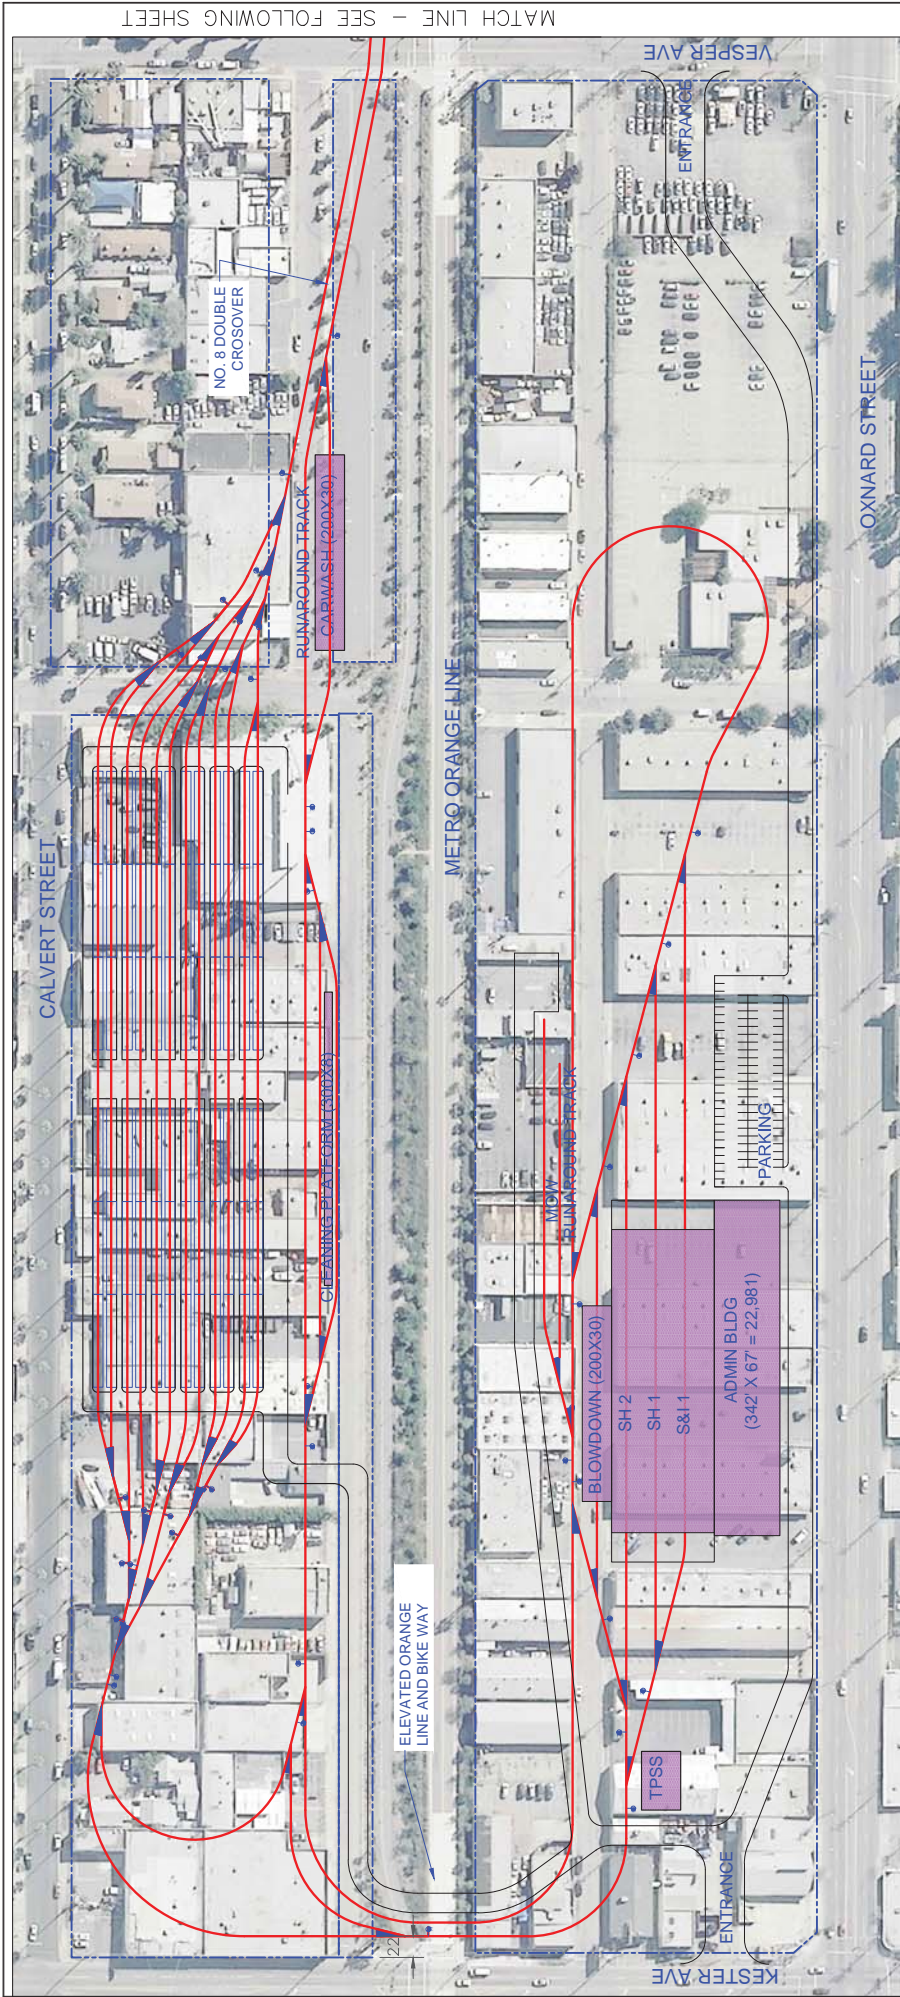 MATCH LINE - SEE FOLLOWING SHEET
VESPER AVE
ENTRANCE
NO. 8 DOUBLE
CROSOVER
OXNARD STREET
RUNAROUND TRACK
CARWASH (200X30)
METRO ORANGE LINE
CALVERT STREET
CLEANING PLATFORM (300X8)
MOW
RUNAROUND TRACK
PARKING
BLOWDOWN (200X30)
SH 2
SH 1
S&I 1
ADMIN BLDG
(342' X 67' = 22,981)
ELEVATED ORANGE
LINE AND BIKE WAY
TPSS
ENTRANCE
22
KESTER AVE